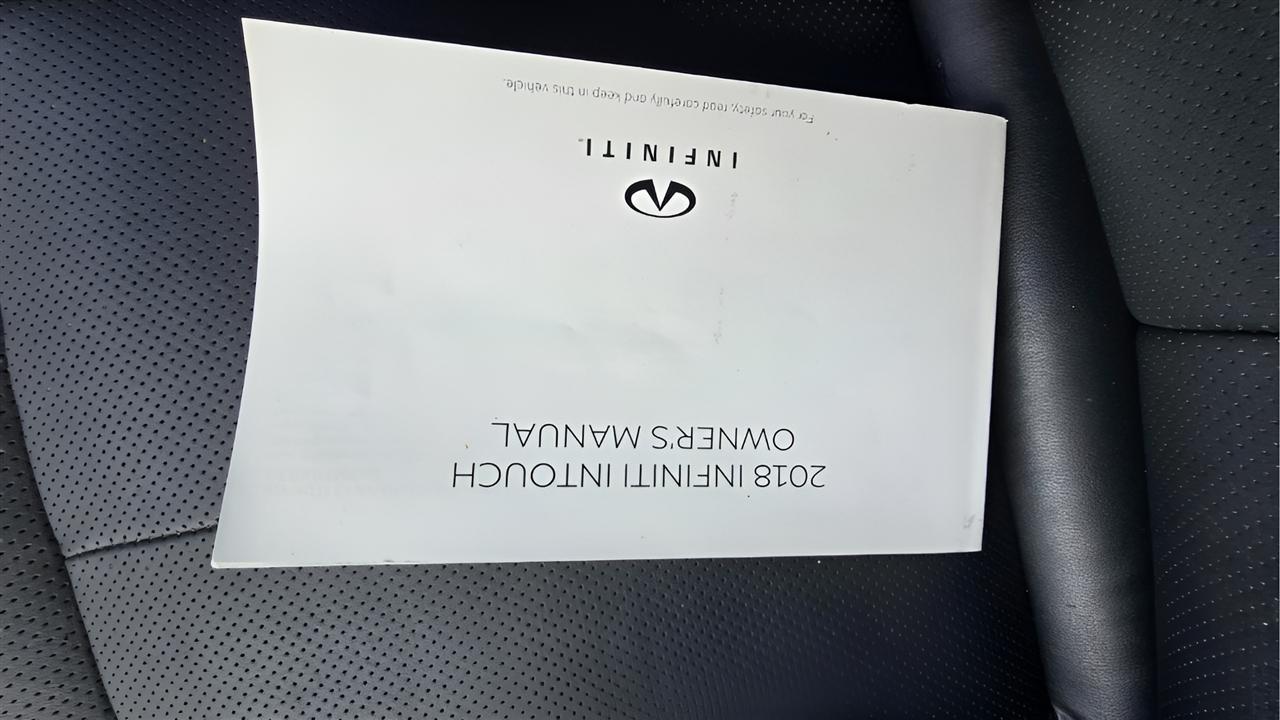 2018 INFINITI INTOUCH
OWNER'S MANUAL
INFINITI
For your safety, read carefully and keep in this vehicle.